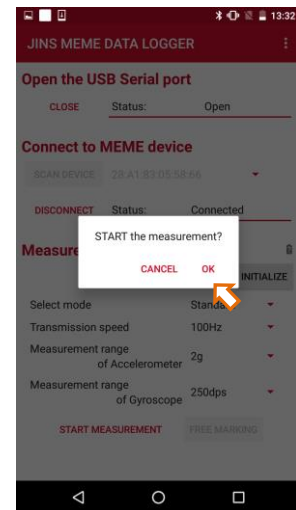 13:32
JINS MEME DATA LOGGER
Open the USB Serial port
CLOSE Status: Open
Connect to MEME device
SCAN DEVICE 28:A1:83:05:58:66
DISCONNECT Status: Connected
START the measurement?
Measure
CANCEL OK
INITIALIZE
Select mode Standa
Transmission speed 100Hz
Measurement range
of Accelerometer 2g
Measurement range
of Gyroscope 250dps
START MEASUREMENT FREE MARKING